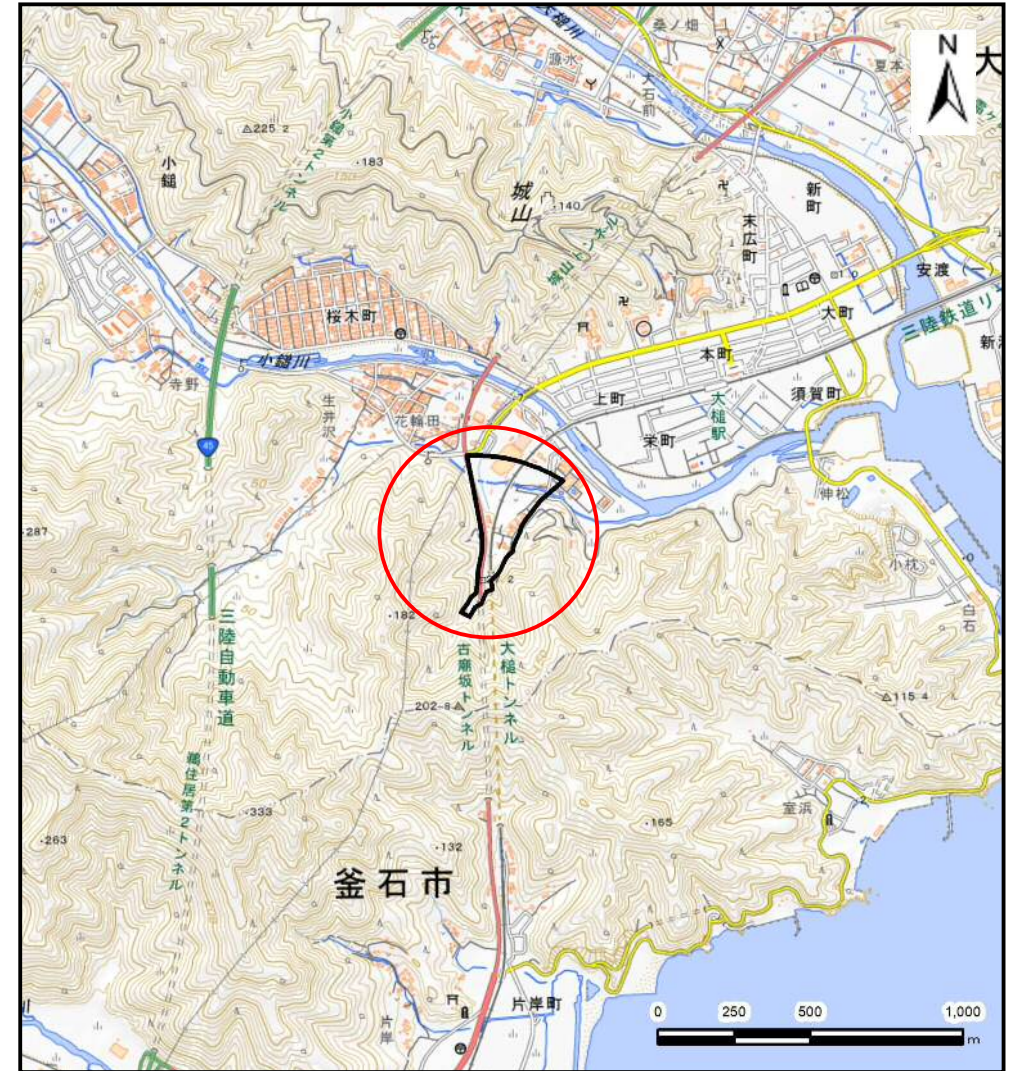 大槌川
桑ノ畑
源水
大石前
夏本
N
大
△225 2
小鎚第2トンネル
・183
小鎚
城山
・140
城山トンネル
新町
末広町
安渡（一）
大町
三陸鉄道リ
桜木町
本町
小鎚川
寺野
生井沢
花輪田
上町
大槌駅
須賀町
栄町
45
伸松
・287
小枕
白石
・182
三陸自動車道
古廟坂トンネル
大槌トンネル
202-8△
△115 4
鵜住居第2トンネル
・333
室浜
・263
・132
・165
釜石市
片岸町
片岸
0 250 500 1,000
m